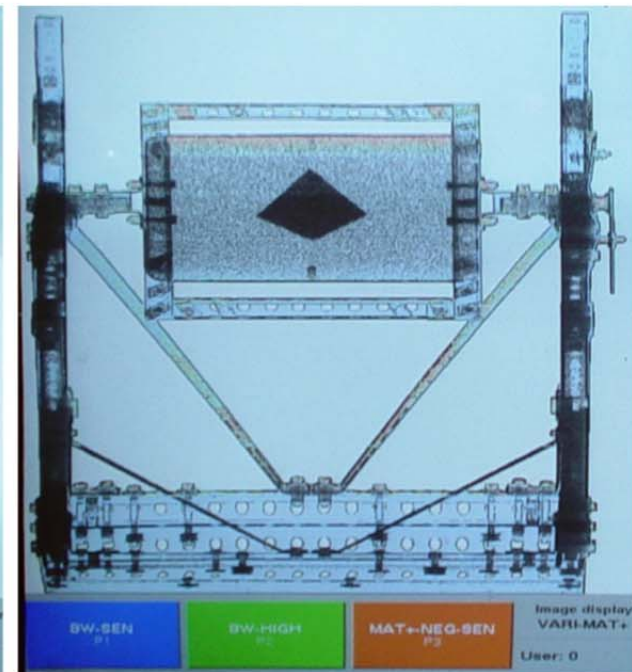 BW-SEN
P1
BW-HIGH
P2
MAT+-NEG-SEN
P3
Image display
VARI-MAT+
User: 0